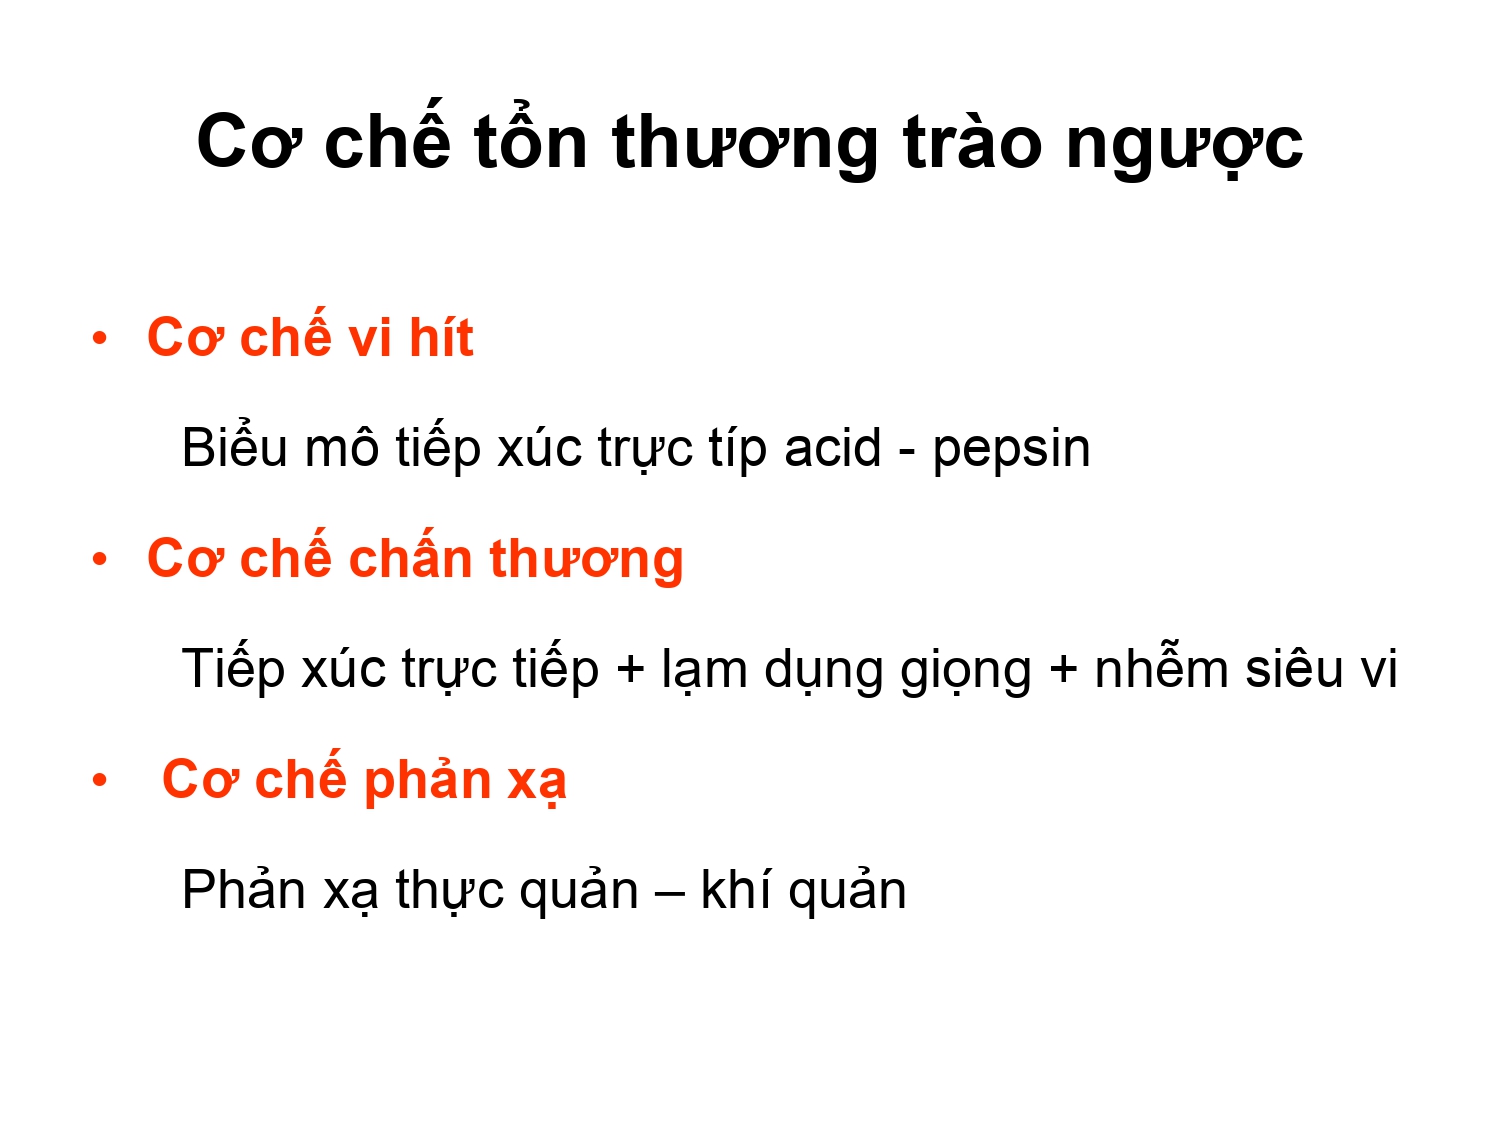 Cơ chế tổn thương trào ngược
• Cơ chế vi hít
Biểu mô tiếp xúc trực típ acid - pepsin
• Cơ chế chấn thương
Tiếp xúc trực tiếp + lạm dụng giọng + nhễm siêu vi
• Cơ chế phản xạ
Phản xạ thực quản – khí quản